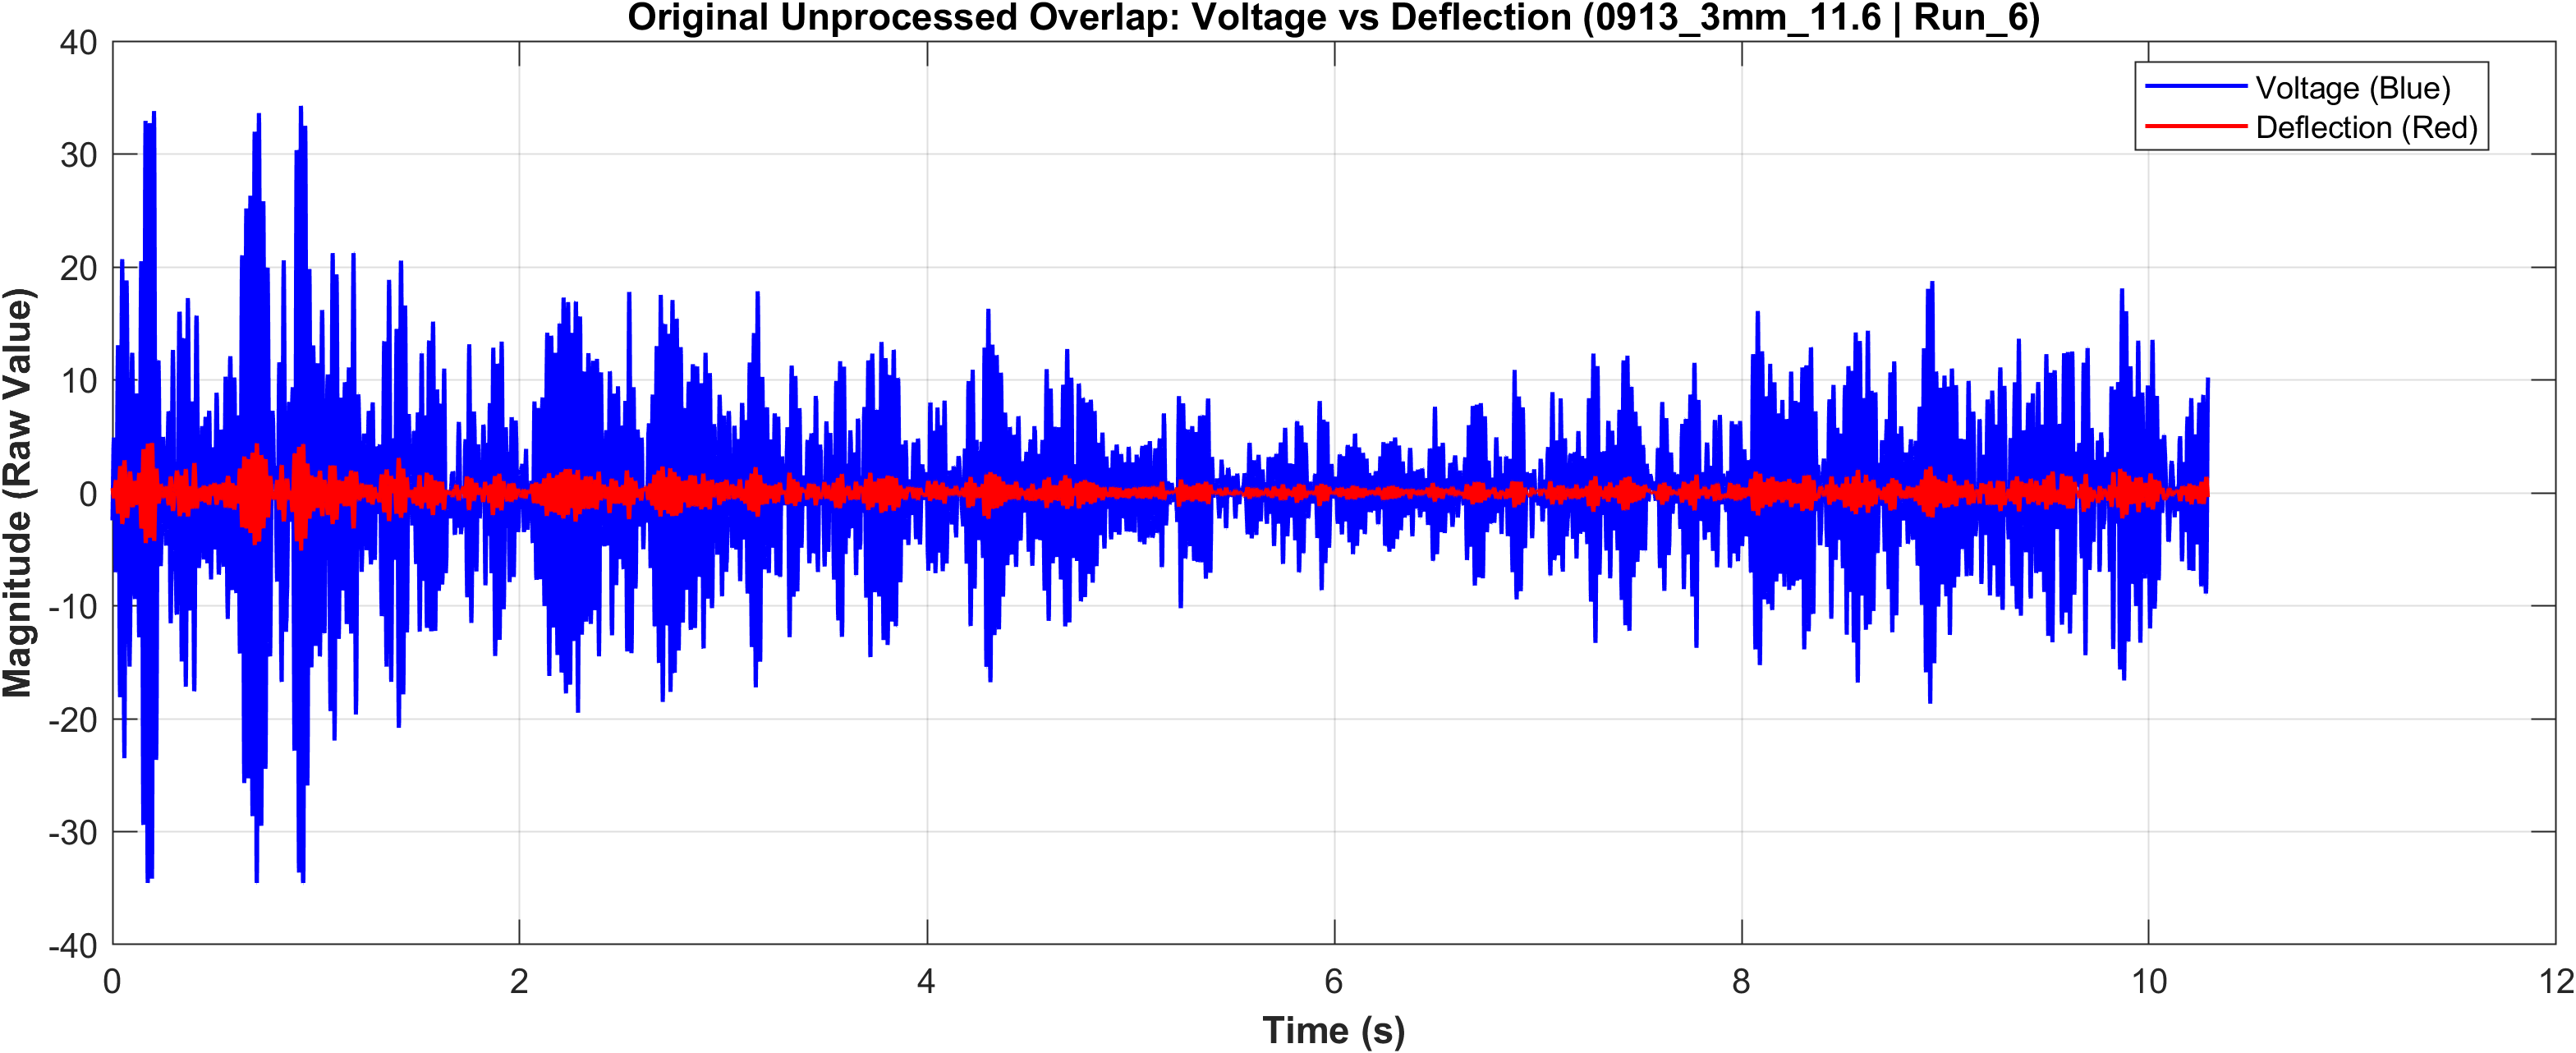 Original Unprocessed Overlap: Voltage vs Deflection (0913_3mm_11.6 | Run_6)
Voltage (Blue)
Deflection (Red)
Magnitude (Raw Value)
40
30
20
10
0
-10
-20
-30
-40
0 2 4 6 8 10 12
Time (s)